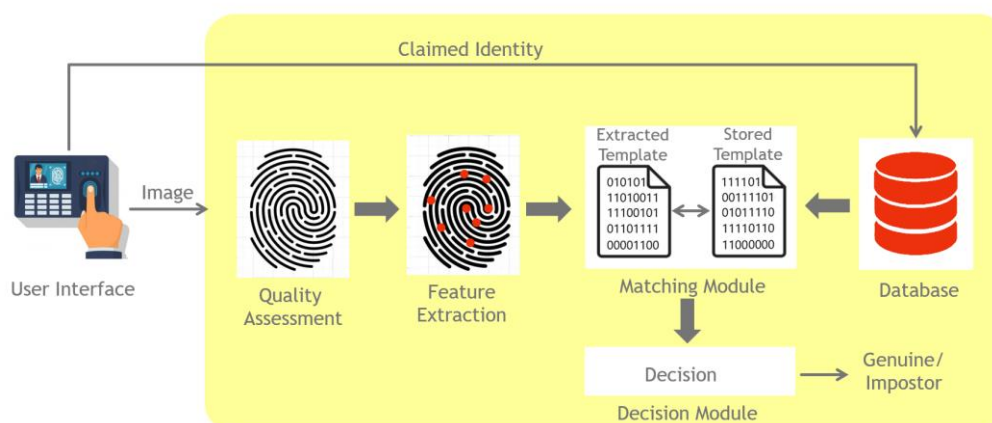 Claimed Identity
Image
User Interface
Quality
Assessment
Feature
Extraction
Extracted
Template
010101
11010011
11100101
01101111
00001100
Stored
Template
111101
00111101
01011110
11110110
11000000
Matching Module
Database
Decision
Decision Module
Genuine/
Impostor